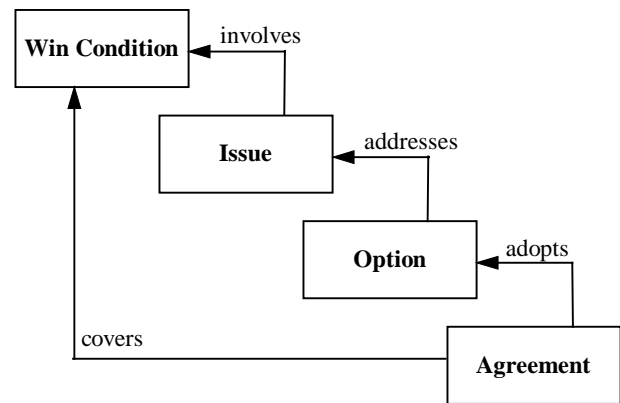 Win Condition
involves
Issue
addresses
Option
adopts
covers
Agreement